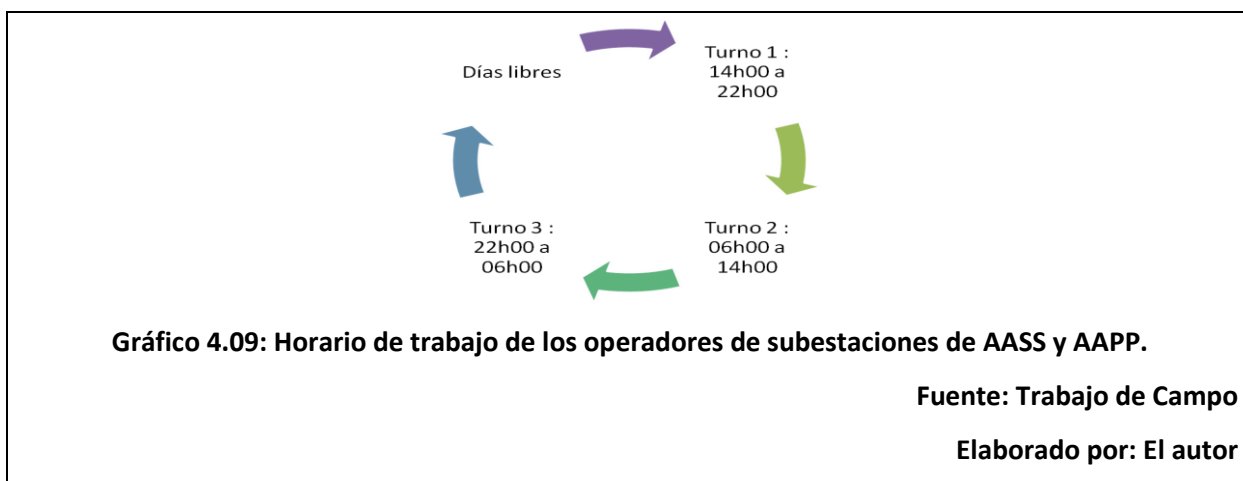 Días libres
Turno 1 :
14h00 a
22h00
Turno 2 :
06h00 a
14h00
Turno 3 :
22h00 a
06h00
Gráfico 4.09: Horario de trabajo de los operadores de subestaciones de AASS y AAPP.
Fuente: Trabajo de Campo
Elaborado por: El autor